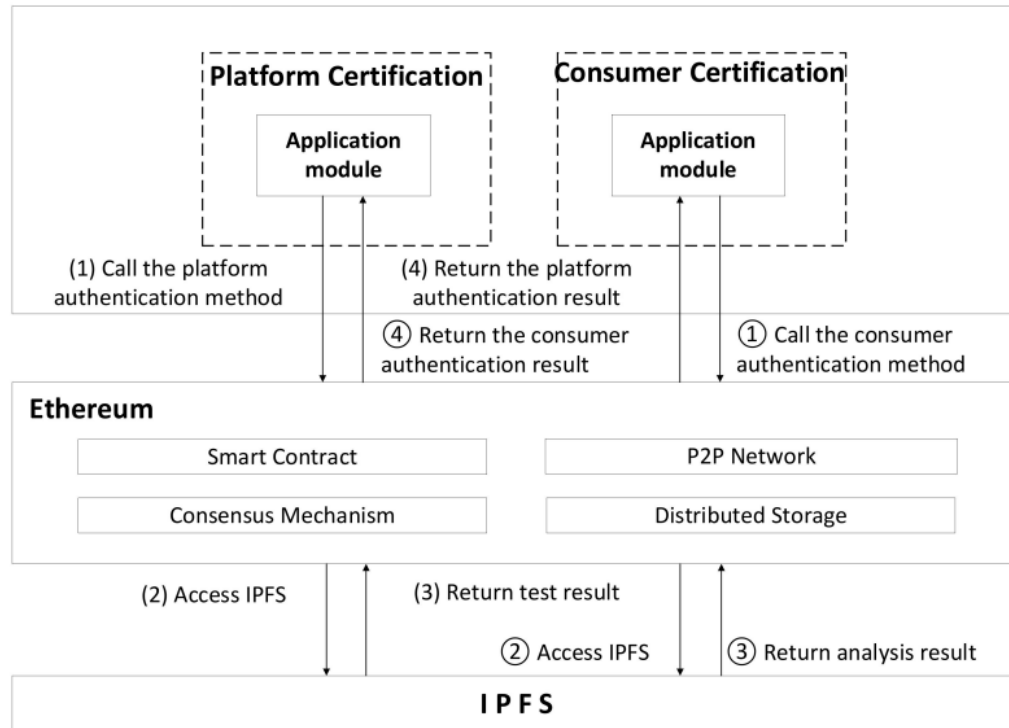 Platform Certification
Consumer Certification
Application
module
Application
module
(1) Call the platform
authentication method
(4) Return the platform
authentication result
④ Return the consumer
authentication result
① Call the consumer
authentication method
Ethereum
Smart Contract
P2P Network
Consensus Mechanism
Distributed Storage
(2) Access IPFS
(3) Return test result
② Access IPFS
③ Return analysis result
I P F S